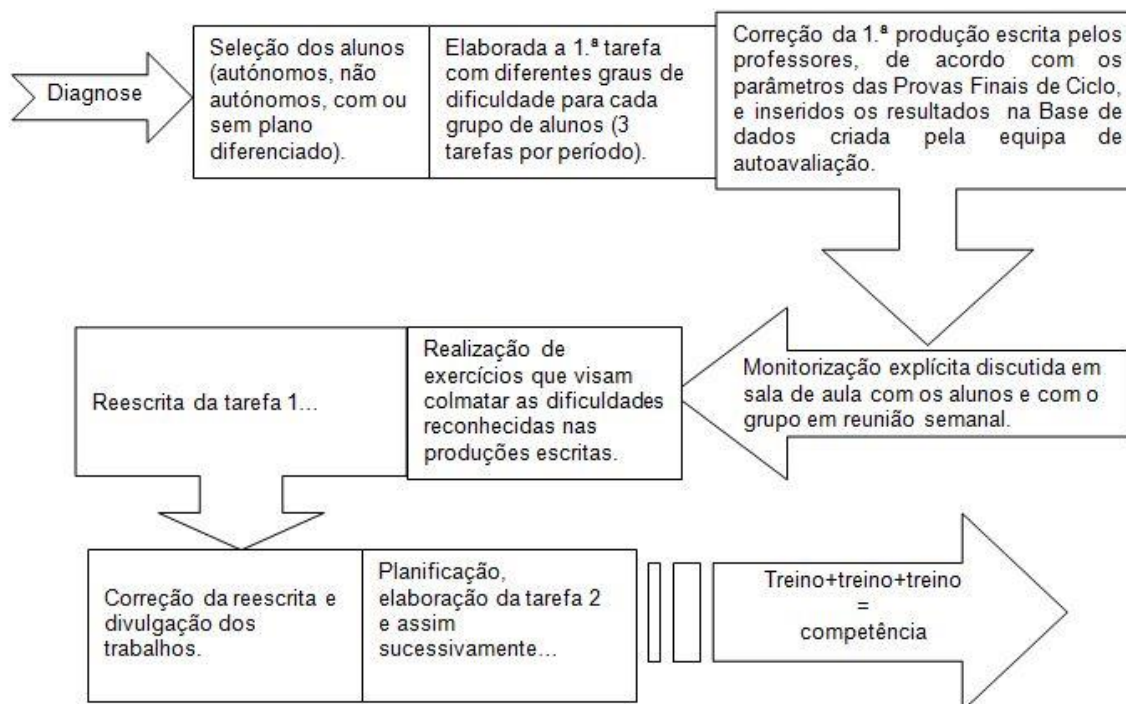 Diagnose
Seleção dos alunos
(autónomos, não
autónomos, com ou
sem plano
diferenciado).
Elaborada a 1.ª tarefa
com diferentes graus de
dificuldade para cada
grupo de alunos (3
tarefas por período).
Correção da 1.ª produção escrita pelos
professores, de acordo com os
parâmetros das Provas Finais de Ciclo,
e inseridos os resultados na Base de
dados criada pela equipa de
autoavaliação.
Monitorização explícita discutida em
sala de aula com os alunos e com o
grupo em reunião semanal.
Realização de
exercícios que visam
colmatar as dificuldades
reconhecidas nas
produções escritas.
Reescrita da tarefa 1...
Correção da reescrita e
divulgação dos
trabalhos.
Planificação,
elaboração da tarefa 2
e assim
sucessivamente...
Treino+treino+treino
=
competência